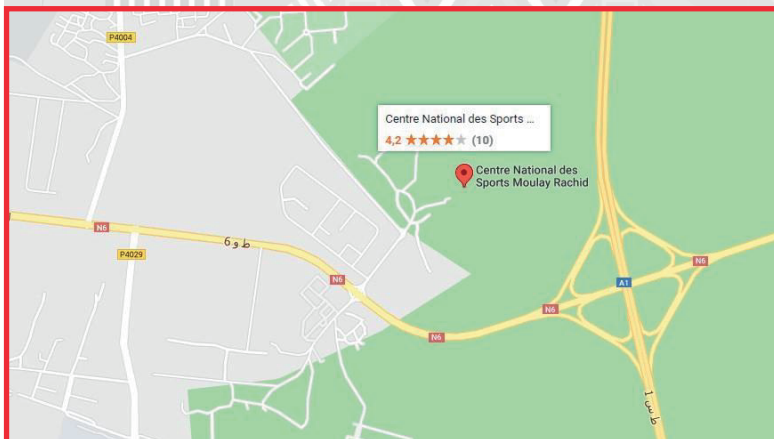 P4004
Centre National des Sports ...
4,2 ★★★★★ (10)
Centre National des
Sports Moulay Rachid
N6
ط و 6
P4029
N6
N6
A1
N6
N6
ط س 1